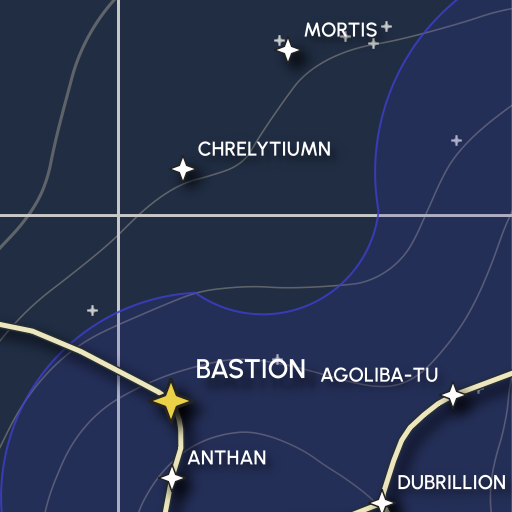 MORTIS
CHRELYTIUMN
BASTION
AGOLIBA-TU
ANTHAN
DUBRILLION